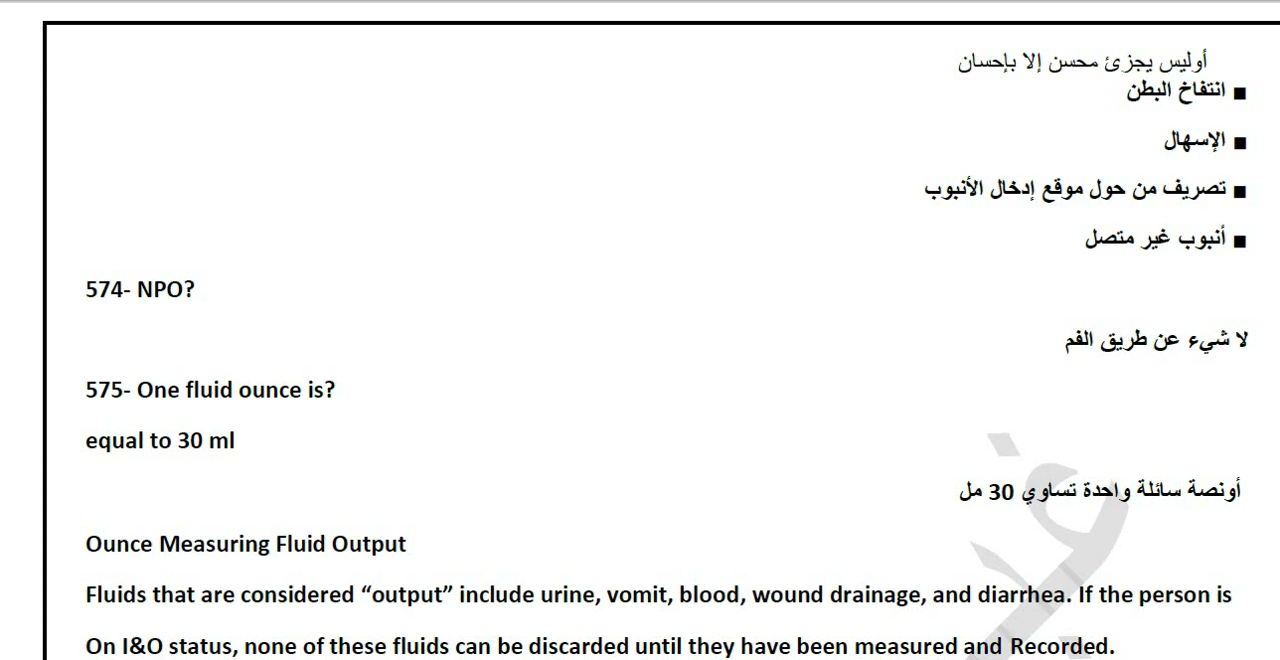 أوليس يجزئ محسن إلا بإحسان
■ انتفاخ البطن
■ الإسهال
■ تصريف من حول موقع إدخال الأنبوب
■ أنبوب غير متصل
574- NPO?
لا شيء عن طريق الفم
575- One fluid ounce is?
equal to 30 ml
أونصة سائلة واحدة تساوي 30 مل
Ounce Measuring Fluid Output
Fluids that are considered “output” include urine, vomit, blood, wound drainage, and diarrhea. If the person is
On I&O status, none of these fluids can be discarded until they have been measured and Recorded.